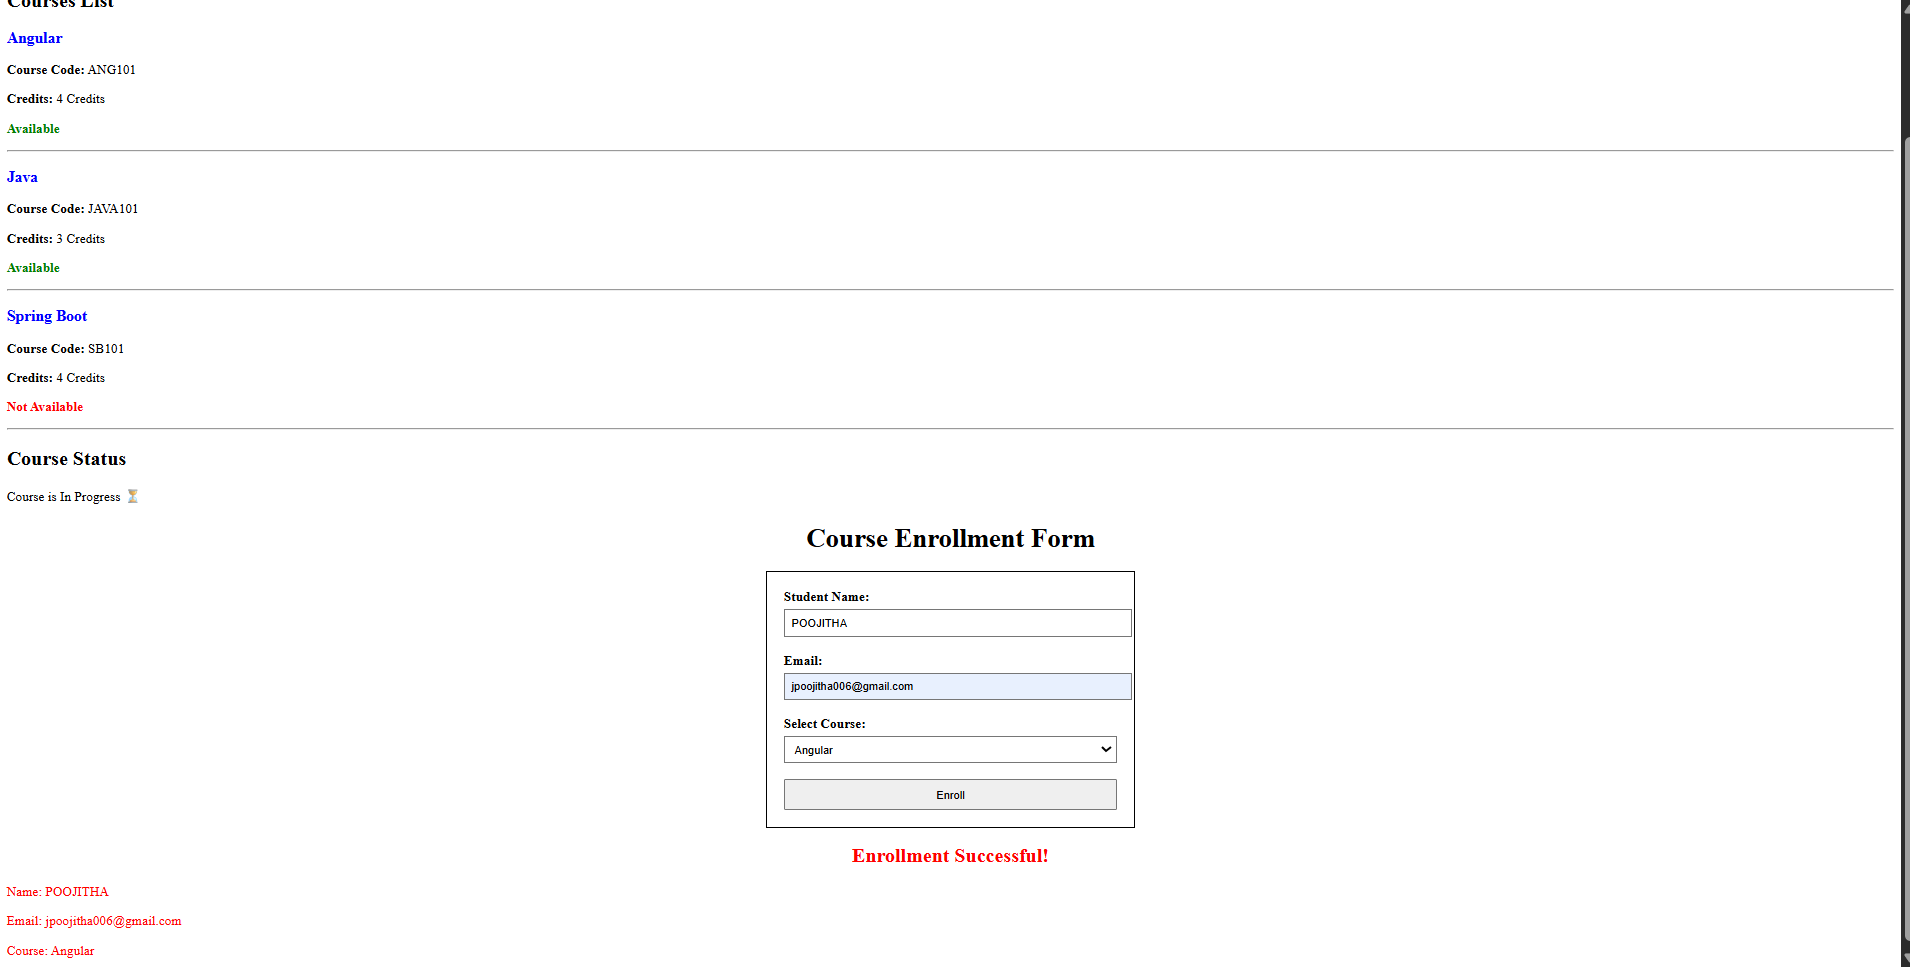 Courses List
Angular
Course Code: ANG101
Credits: 4 Credits
Available
Java
Course Code: JAVA101
Credits: 3 Credits
Available
Spring Boot
Course Code: SB101
Credits: 4 Credits
Not Available
Course Status
Course is In Progress ⏳
Course Enrollment Form
Student Name:
POOJITHA
Email:
jpoojitha006@gmail.com
Select Course:
Angular
Enroll
Enrollment Successful!
Name: POOJITHA
Email: jpoojitha006@gmail.com
Course: Angular